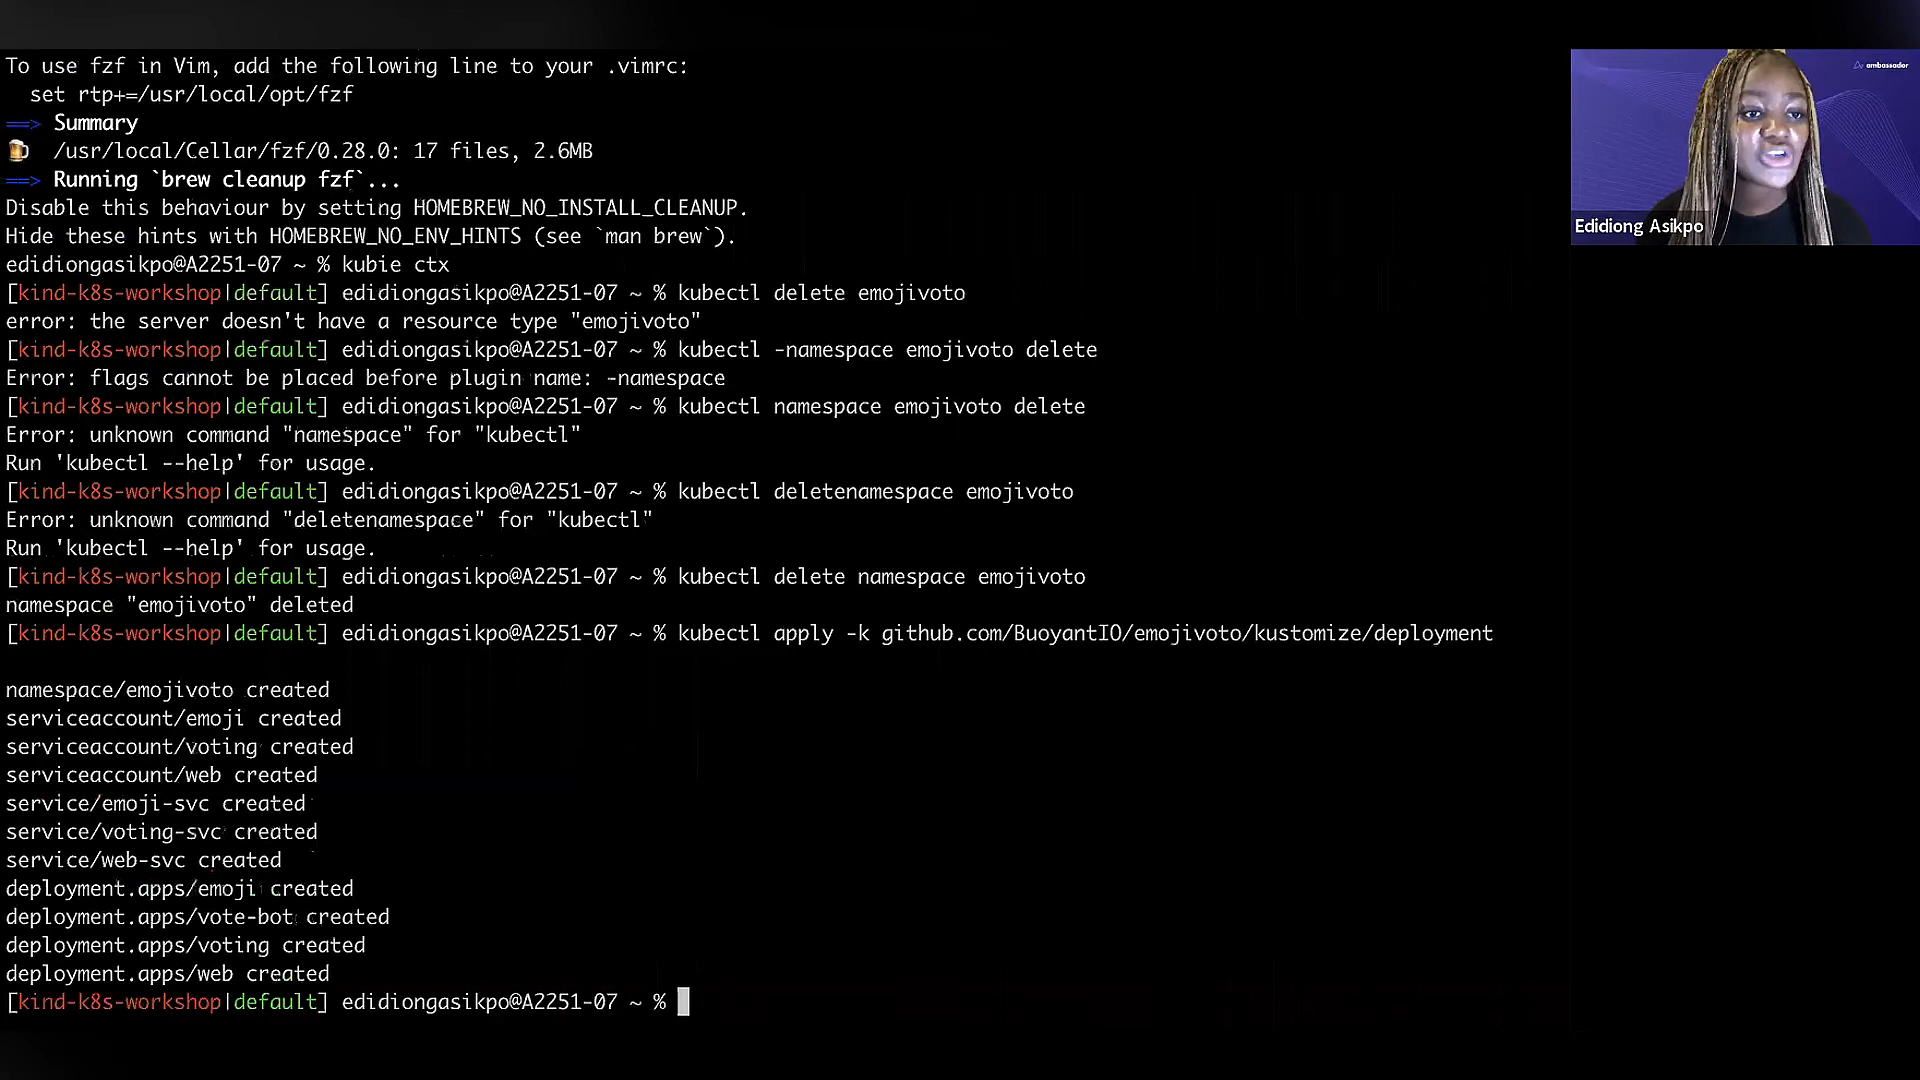 To use fzf in Vim, add the following line to your .vimrc:
set rtp+=/usr/local/opt/fzf
==> Summary
🍺 /usr/local/Cellar/fzf/0.28.0: 17 files, 2.6MB
==> Running `brew cleanup fzf`...
Disable this behaviour by setting HOMEBREW_NO_INSTALL_CLEANUP.
Hide these hints with HOMEBREW_NO_ENV_HINTS (see `man brew`).
edidiongasikpo@A2251-07 ~ % kubie ctx
[kind-k8s-workshop|default] edidiongasikpo@A2251-07 ~ % kubectl delete emojivoto
error: the server doesn't have a resource type "emojivoto"
[kind-k8s-workshop|default] edidiongasikpo@A2251-07 ~ % kubectl -namespace emojivoto delete
Error: flags cannot be placed before plugin name: -namespace
[kind-k8s-workshop|default] edidiongasikpo@A2251-07 ~ % kubectl namespace emojivoto delete
Error: unknown command "namespace" for "kubectl"
Run 'kubectl --help' for usage.
[kind-k8s-workshop|default] edidiongasikpo@A2251-07 ~ % kubectl deletenamespace emojivoto
Error: unknown command "deletenamespace" for "kubectl"
Run 'kubectl --help' for usage.
[kind-k8s-workshop|default] edidiongasikpo@A2251-07 ~ % kubectl delete namespace emojivoto
namespace "emojivoto" deleted
[kind-k8s-workshop|default] edidiongasikpo@A2251-07 ~ % kubectl apply -k github.com/BuoyantIO/emojivoto/kustomize/deployment
namespace/emojivoto created
serviceaccount/emoji created
serviceaccount/voting created
serviceaccount/web created
service/emoji-svc created
service/voting-svc created
service/web-svc created
deployment.apps/emoji created
deployment.apps/vote-bot created
deployment.apps/voting created
deployment.apps/web created
[kind-k8s-workshop|default] edidiongasikpo@A2251-07 ~ %
ambassador
Edidiong Asikpo